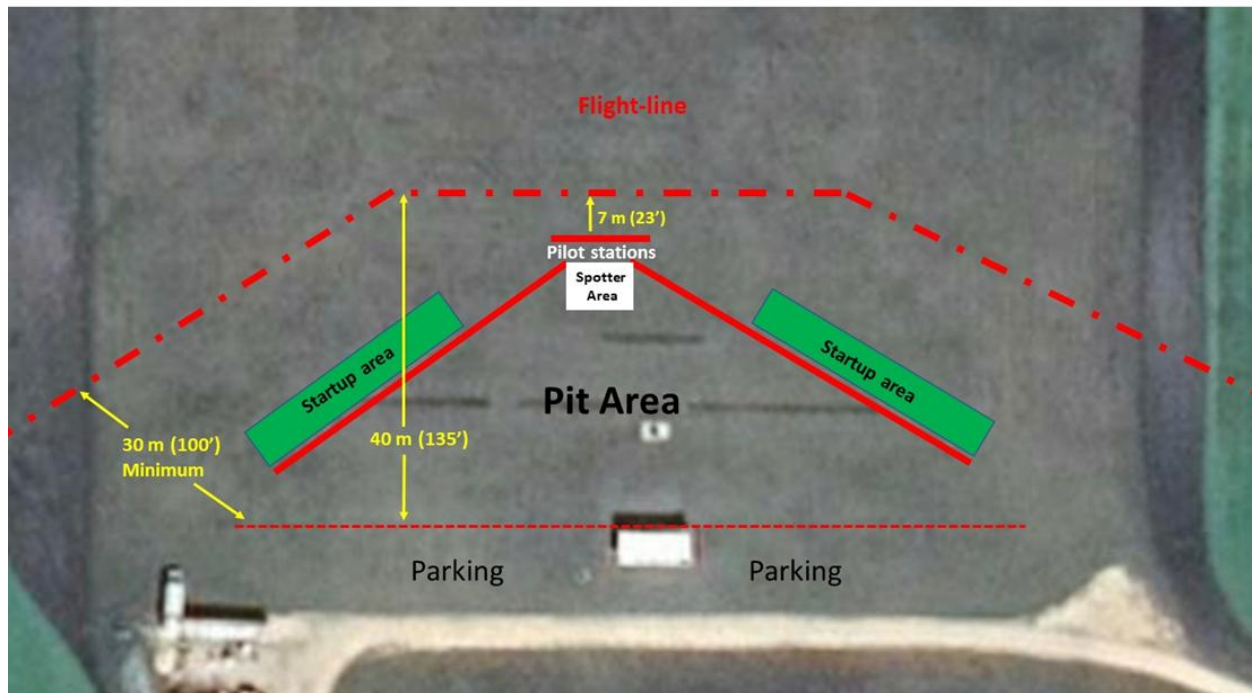 Flight-line
7 m (23’)
Pilot stations
Spotter
Area
Startup area
Startup area
Pit Area
40 m (135’)
30 m (100’)
Minimum
Parking
Parking